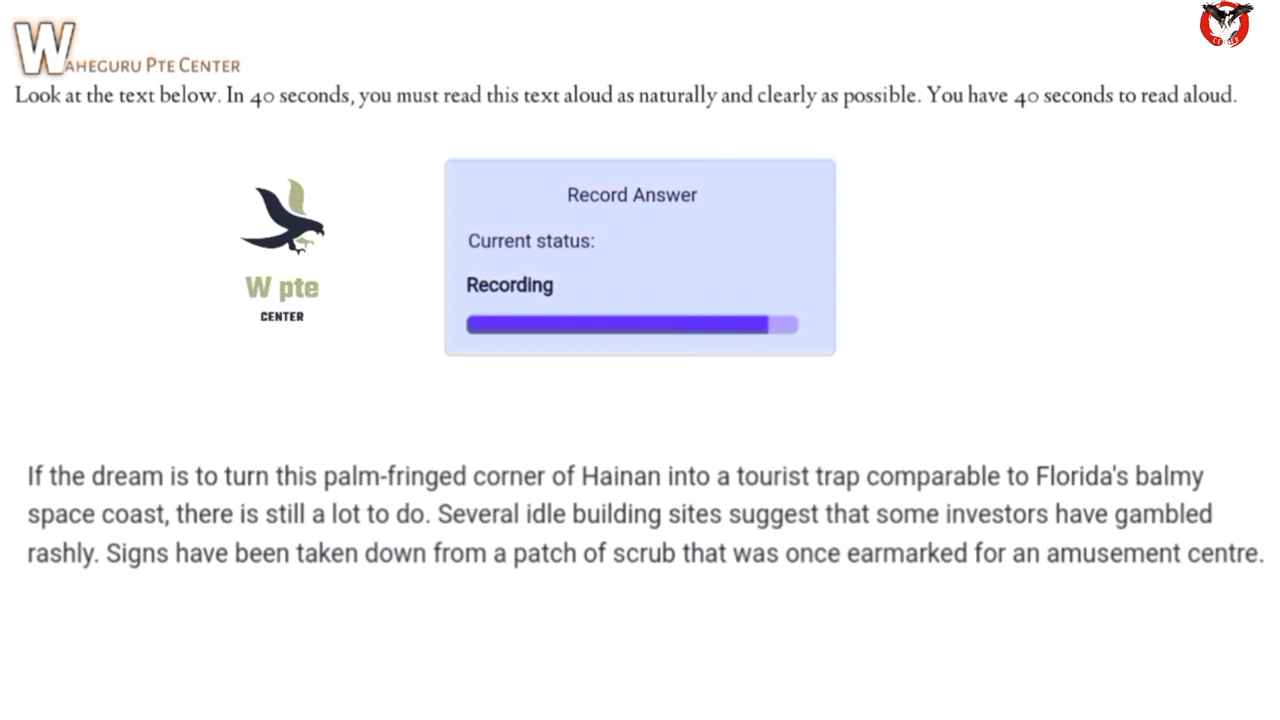 WAHEGURU PTE CENTER
Look at the text below. In 40 seconds, you must read this text aloud as naturally and clearly as possible. You have 40 seconds to read aloud.
Record Answer
Current status:
Recording
W pte
CENTER
If the dream is to turn this palm-fringed corner of Hainan into a tourist trap comparable to Florida's balmy
space coast, there is still a lot to do. Several idle building sites suggest that some investors have gambled
rashly. Signs have been taken down from a patch of scrub that was once earmarked for an amusement centre.